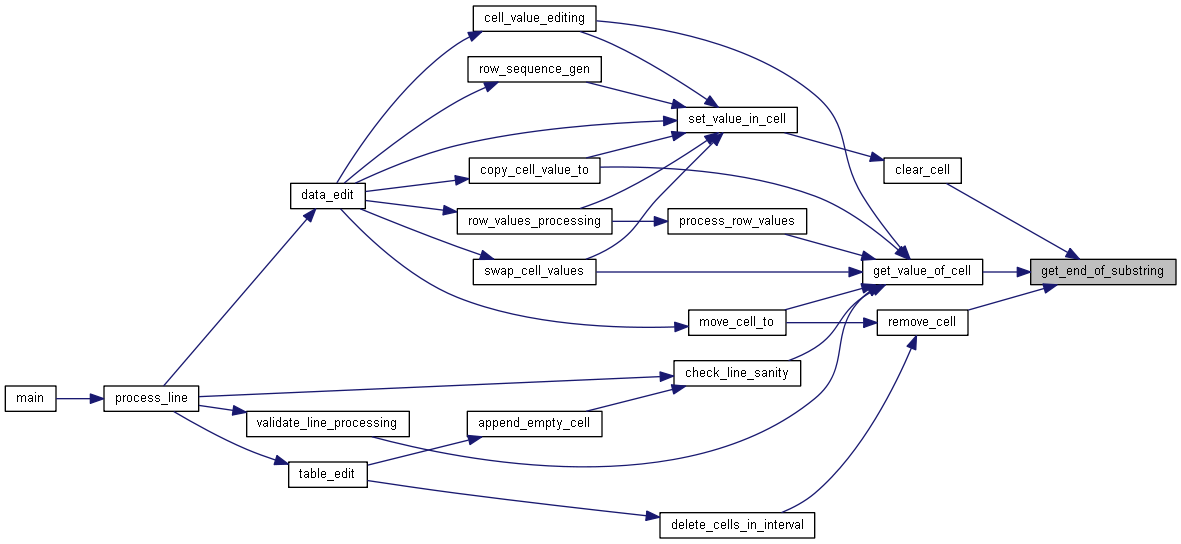 cell_value_editing
row_sequence_gen
set_value_in_cell
copy_cell_value_to
clear_cell
data_edit
row_values_processing
process_row_values
swap_cell_values
get_value_of_cell
get_end_of_substring
move_cell_to
remove_cell
check_line_sanity
main
process_line
validate_line_processing
append_empty_cell
table_edit
delete_cells_in_interval